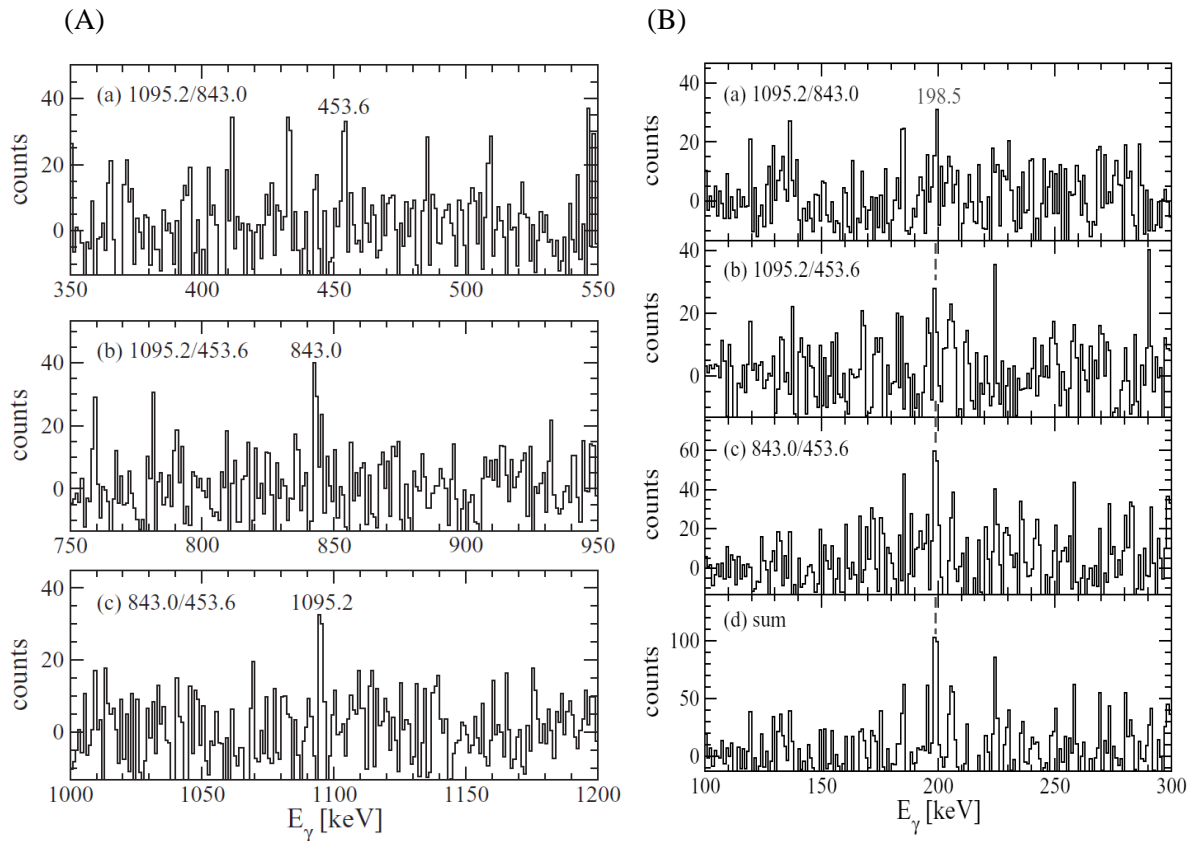 (A)
(a) 1095.2/843.0
453.6
counts
40
20
0
350 400 450 500 550
(b) 1095.2/453.6
843.0
counts
40
20
0
750 800 850 900 950
(c) 843.0/453.6
1095.2
counts
40
20
0
1000 1050 1100 1150 1200
Eγ [keV]
(B)
(a) 1095.2/843.0
198.5
counts
40
20
0
(b) 1095.2/453.6
counts
40
20
0
(c) 843.0/453.6
counts
60
40
20
0
(d) sum
counts
100
50
0
100 150 200 250 300
Eγ [keV]